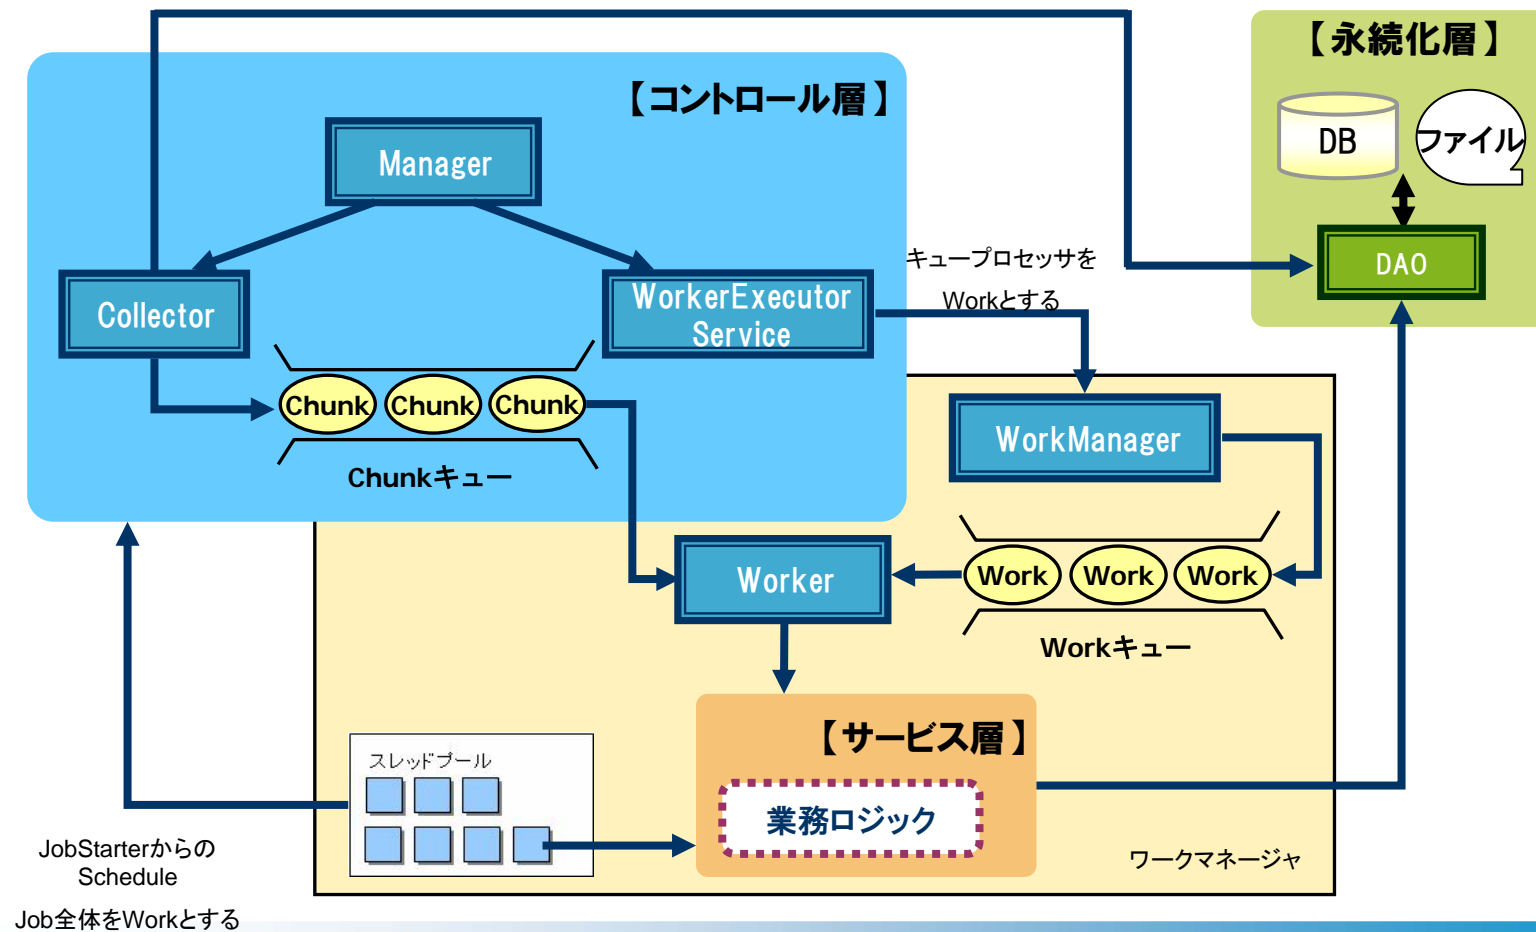 【永続化層】
【コントロール層】
DB
ファイル
Manager
DAO
キュープロセッサを
Workとする
Collector
WorkerExecutor
Service
Chunk
Chunk
Chunk
Chunkキュー
WorkManager
Worker
Work
Work
Work
Workキュー
【サービス層】
スレッドプール
業務ロジック
ワークマネージャ
JobStarterからの
Schedule
Job全体をWorkとする